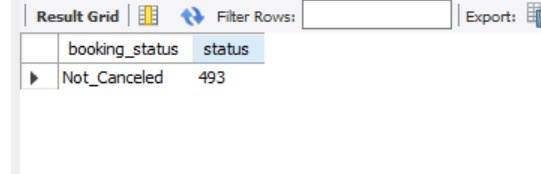 Result Grid Filter Rows: Export:
booking_status status
Not_Canceled 493